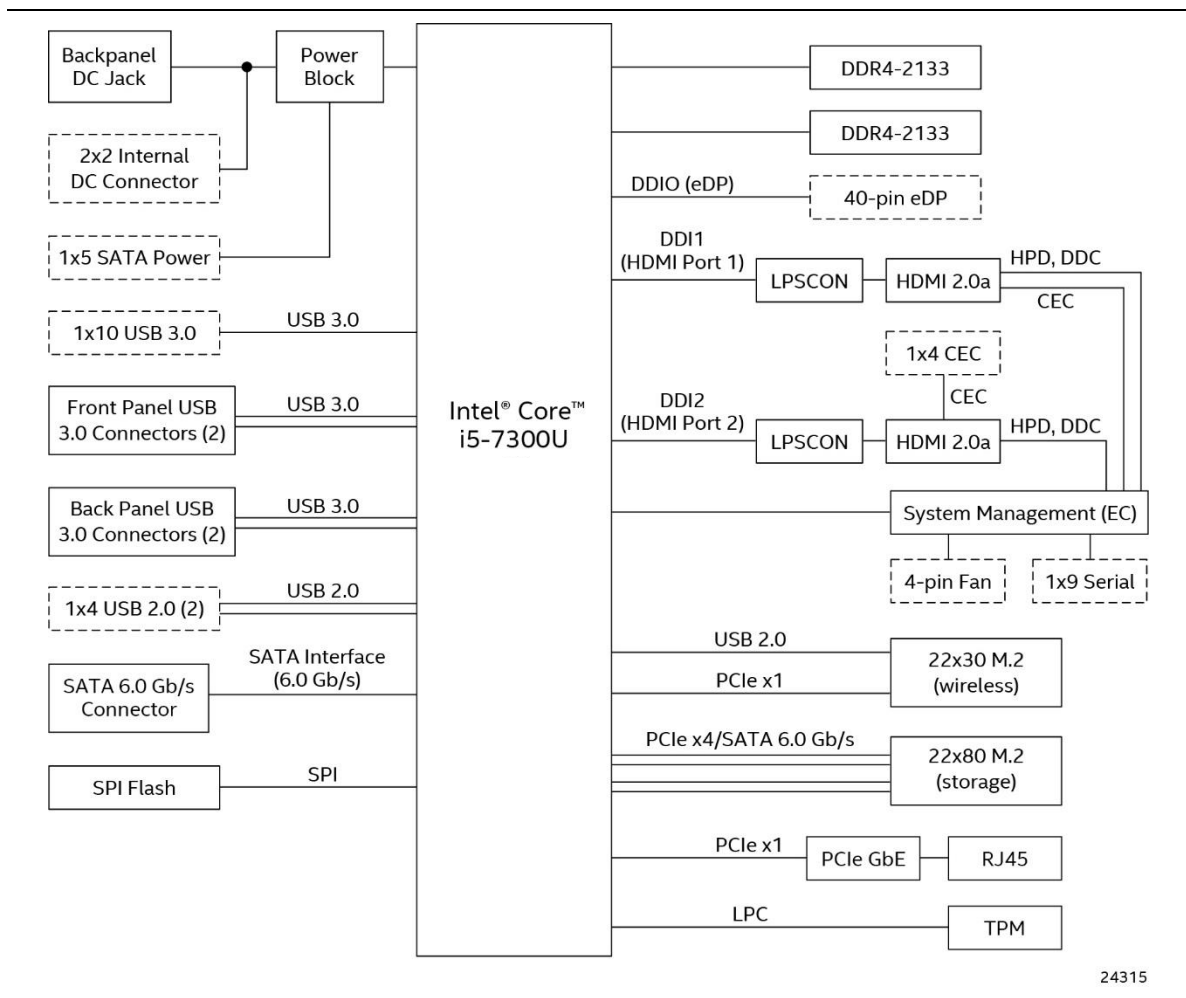 Backpanel
DC Jack
Power
Block
2x2 Internal
DC Connector
1x5 SATA Power
1x10 USB 3.0
USB 3.0
Front Panel USB
3.0 Connectors (2)
USB 3.0
Back Panel USB
3.0 Connectors (2)
USB 3.0
1x4 USB 2.0 (2)
USB 2.0
SATA 6.0 Gb/s
Connector
SATA Interface
(6.0 Gb/s)
SPI Flash
SPI
Intel® Core™
i5-7300U
DDR4-2133
DDR4-2133
DDIO (eDP)
40-pin eDP
DDI1
(HDMI Port 1)
LPSCON
HDMI 2.0a
HPD, DDC
CEC
1x4 CEC
CEC
DDI2
(HDMI Port 2)
LPSCON
HDMI 2.0a
HPD, DDC
System Management (EC)
4-pin Fan
1x9 Serial
USB 2.0
PCIe x1
22x30 M.2
(wireless)
PCIe x4/SATA 6.0 Gb/s
22x80 M.2
(storage)
PCIe x1
PCIe GbE
RJ45
LPC
TPM
24315